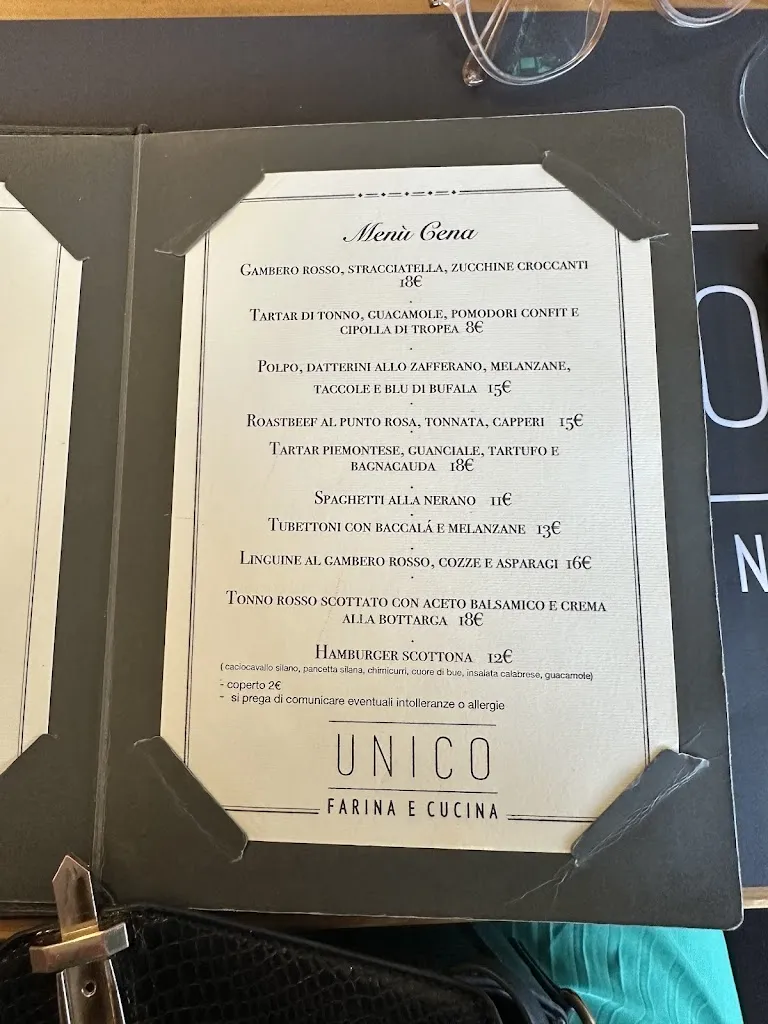 Menù Cena
GAMBERO ROSSO, STRACCIATELLA, ZUCCHINE CROCCANTI
18€
TARTAR DI TONNO, GUACAMOLE, POMODORI CONFIT E
CIPOLLA DI TROPEA 8€
POLPO, DATTERINI ALLO ZAFFERANO, MELANZANE,
TACCOLE E BLU DI BUFALA 15€
ROASTBEEF AL PUNTO ROSA, TONNATA, CAPPERI 15€
TARTAR PIEMONTESE, GUANCIALE, TARTUFO E
BAGNACAUDA 18€
SPAGHETTI ALLA NERANO 11€
TUBETTONI CON BACCALÁ E MELANZANE 13€
LINGUINE AL GAMBERO ROSSO, COZZE E ASPARAGI 16€
TONNO ROSSO SCOTTATO CON ACETO BALSAMICO E CREMA
ALLA BOTTARGA 18€
HAMBURGER SCOTTONA 12€
( caciocavallo silano, pancetta silana, chimicurri, cuore di bue, insalata calabrese, guacamole)
- coperto 2€
- si prega di comunicare eventuali intolleranze o allergie
UNICO
FARINA E CUCINA
O
N